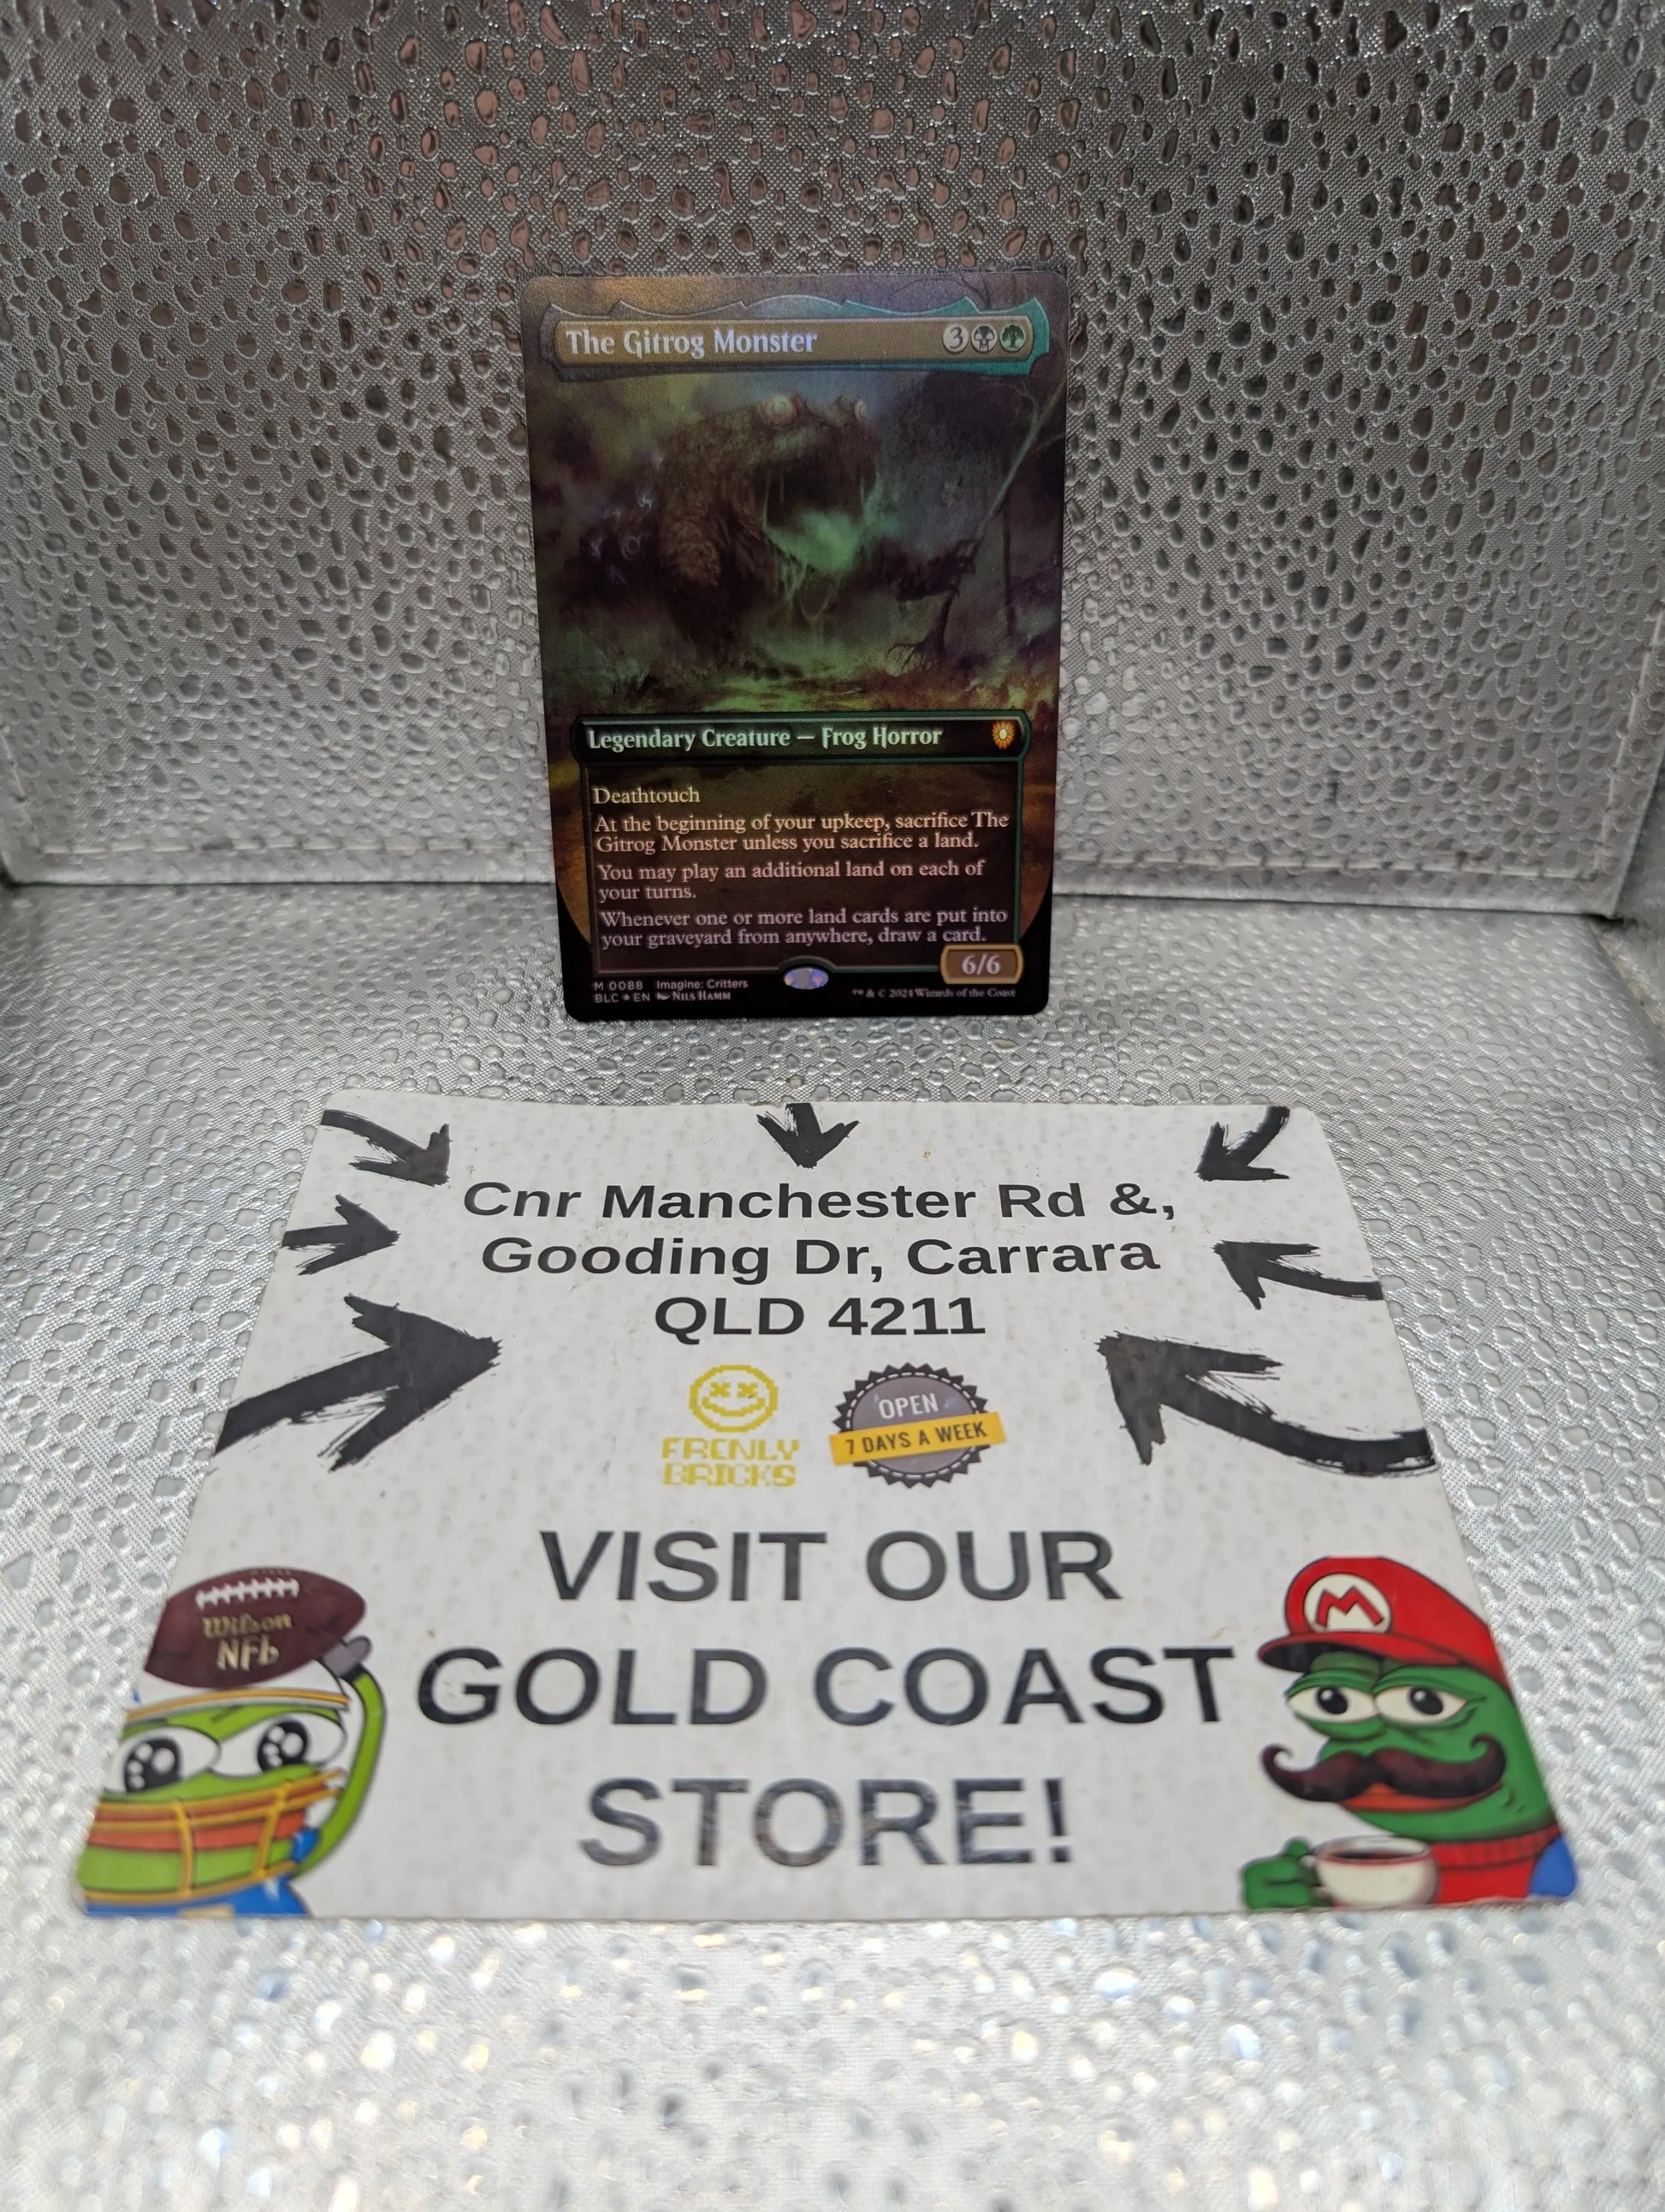 The Gitrog Monster 3
Legendary Creature — Frog Horror
Deathtouch
At the beginning of your upkeep, sacrifice The
Gitrog Monster unless you sacrifice a land.
You may play an additional land on each of
your turns.
Whenever one or more land cards are put into
your graveyard from anywhere, draw a card.
6/6
M 0088 Imagine: Critters
BLC ★ EN Nils Hamm
™ & © 2024 Wizards of the Coast
Cnr Manchester Rd &,
Gooding Dr, Carrara
QLD 4211
FRENLY
BRICKS
OPEN
7 DAYS A WEEK
VISIT OUR
GOLD COAST
STORE!
Wilson
NFL
M